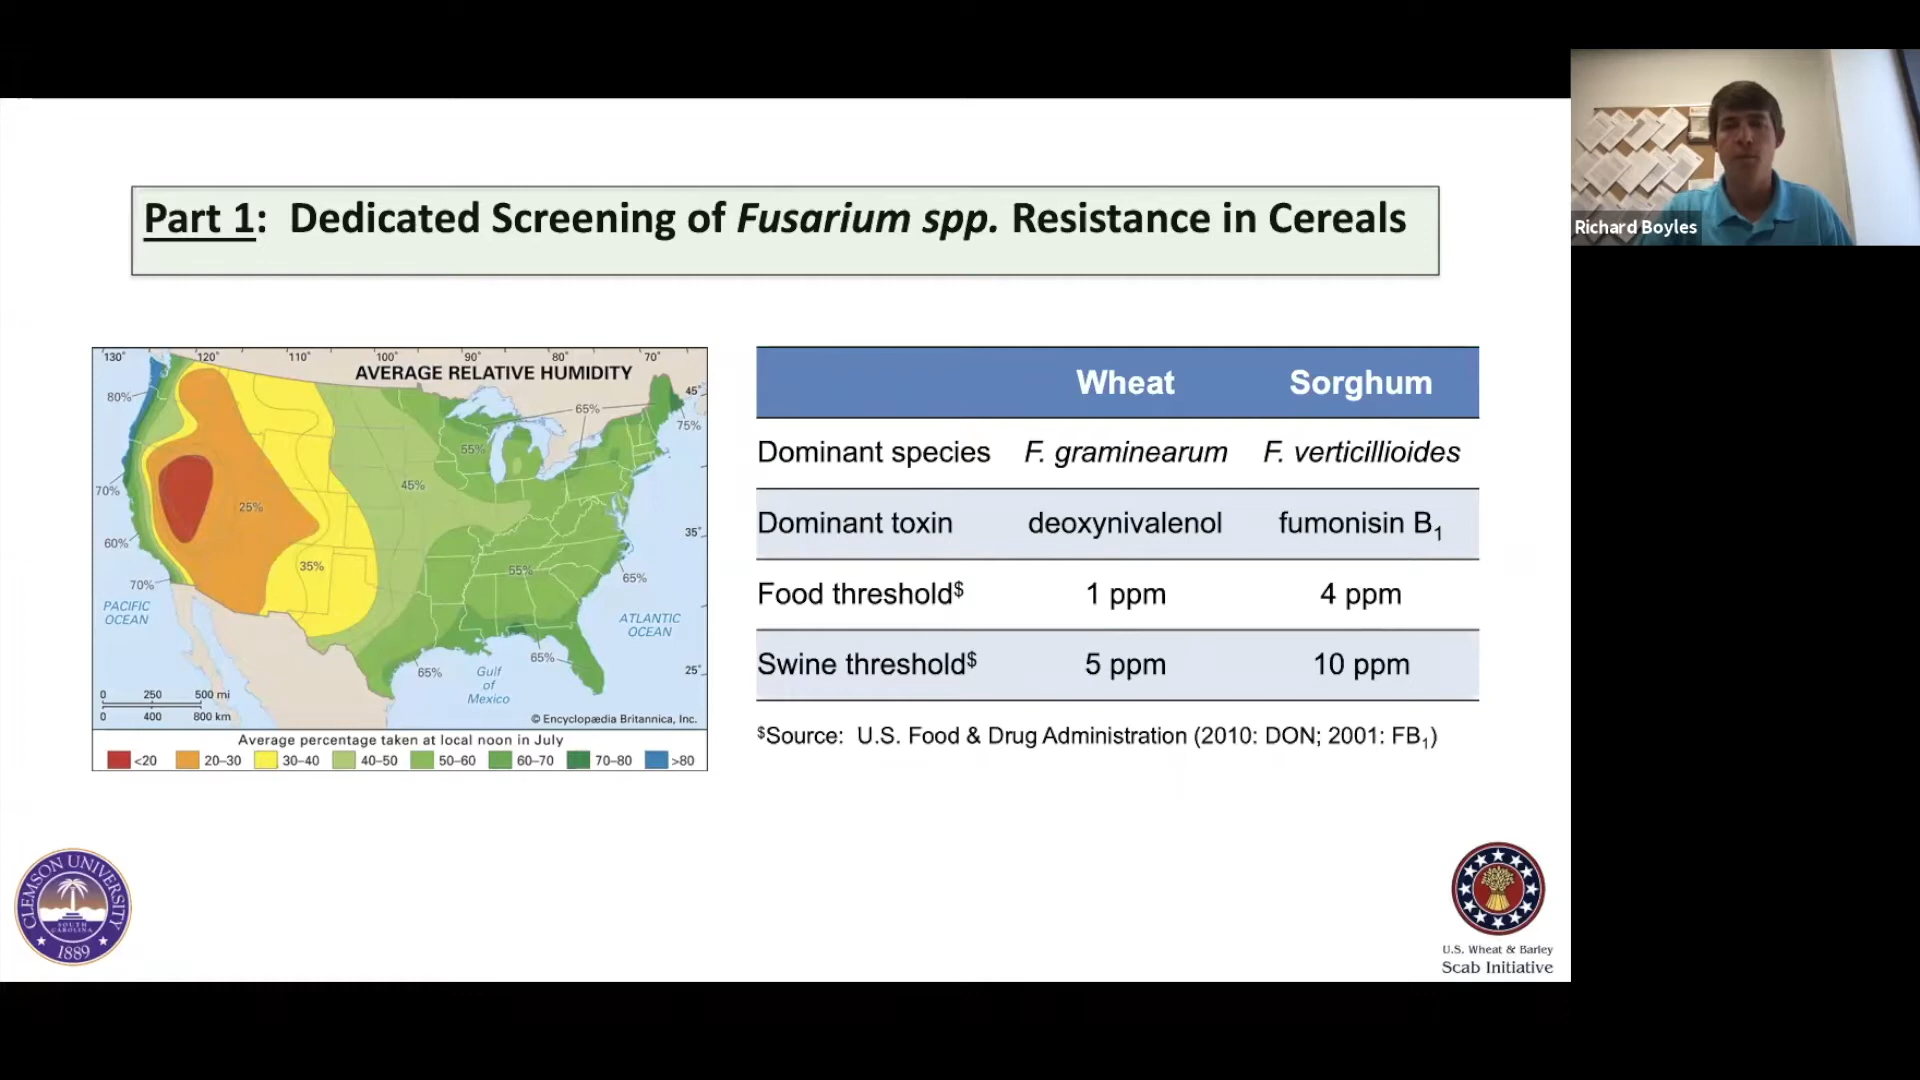 Part 1: Dedicated Screening of Fusarium spp. Resistance in Cereals
Richard Boyles
130° 120° 110° 100° 90° 80° 70°
AVERAGE RELATIVE HUMIDITY
80%
45°
65%
75%
55%
45%
70%
25%
35°
60%
35%
55%
65%
70%
PACIFIC
OCEAN
ATLANTIC
OCEAN
65%
65%
25°
Gulf
of
Mexico
0 250 500 mi
0 400 800 km
© Encyclopædia Britannica, Inc.
Average percentage taken at local noon in July
<20 20–30 30–40 40–50 50–60 60–70 70–80 >80
Wheat Sorghum
Dominant species F. graminearum F. verticillioides
Dominant toxin deoxynivalenol fumonisin B1
Food threshold$ 1 ppm 4 ppm
Swine threshold$ 5 ppm 10 ppm
$Source: U.S. Food & Drug Administration (2010: DON; 2001: FB1)
CLEMSON UNIVERSITY
SOUTH
CAROLINA
1889
U.S. Wheat & Barley
Scab Initiative